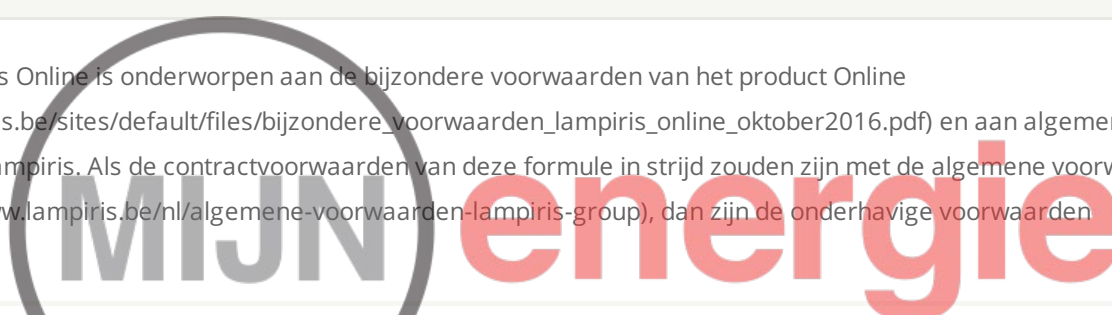 s Online is onderworpen aan de bijzondere voorwaarden van het product Online
s.be/sites/default/files/bijzondere_voorwaarden_lampiris_online_oktober2016.pdf) en aan algemer
mpiris. Als de contractvoorwaarden van deze formule in strijd zouden zijn met de algemene voorw
w.lampiris.be/nl/algemene-voorwaarden-lampiris-group), dan zijn de onderhavige voorwaarden
MIJN energie